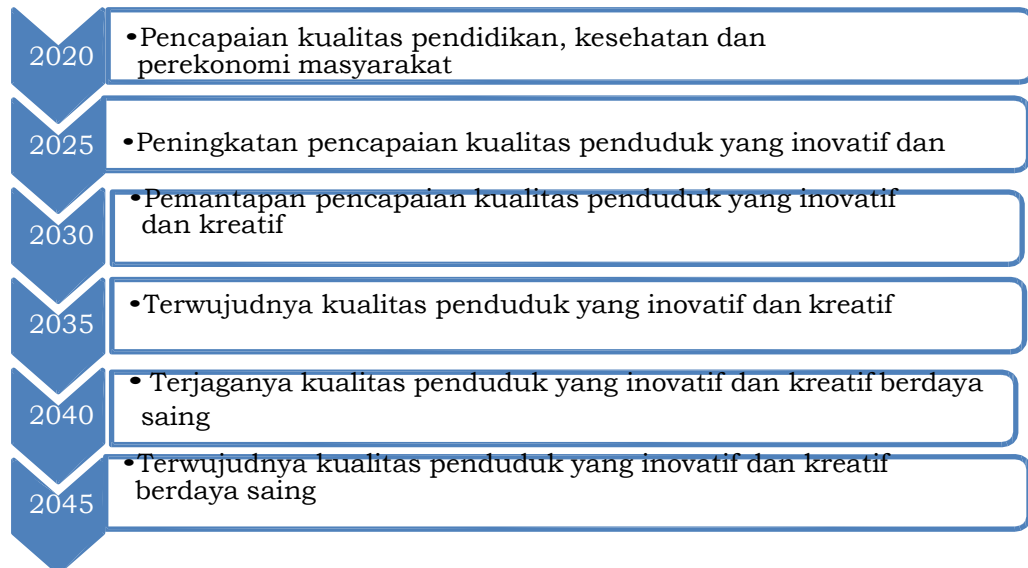 2020
•Pencapaian kualitas pendidikan, kesehatan dan
perekonomi masyarakat
2025
•Peningkatan pencapaian kualitas penduduk yang inovatif dan
2030
•Pemantapan pencapaian kualitas penduduk yang inovatif
dan kreatif
2035
•Terwujudnya kualitas penduduk yang inovatif dan kreatif
2040
• Terjaganya kualitas penduduk yang inovatif dan kreatif berdaya
saing
2045
•Terwujudnya kualitas penduduk yang inovatif dan kreatif
berdaya saing